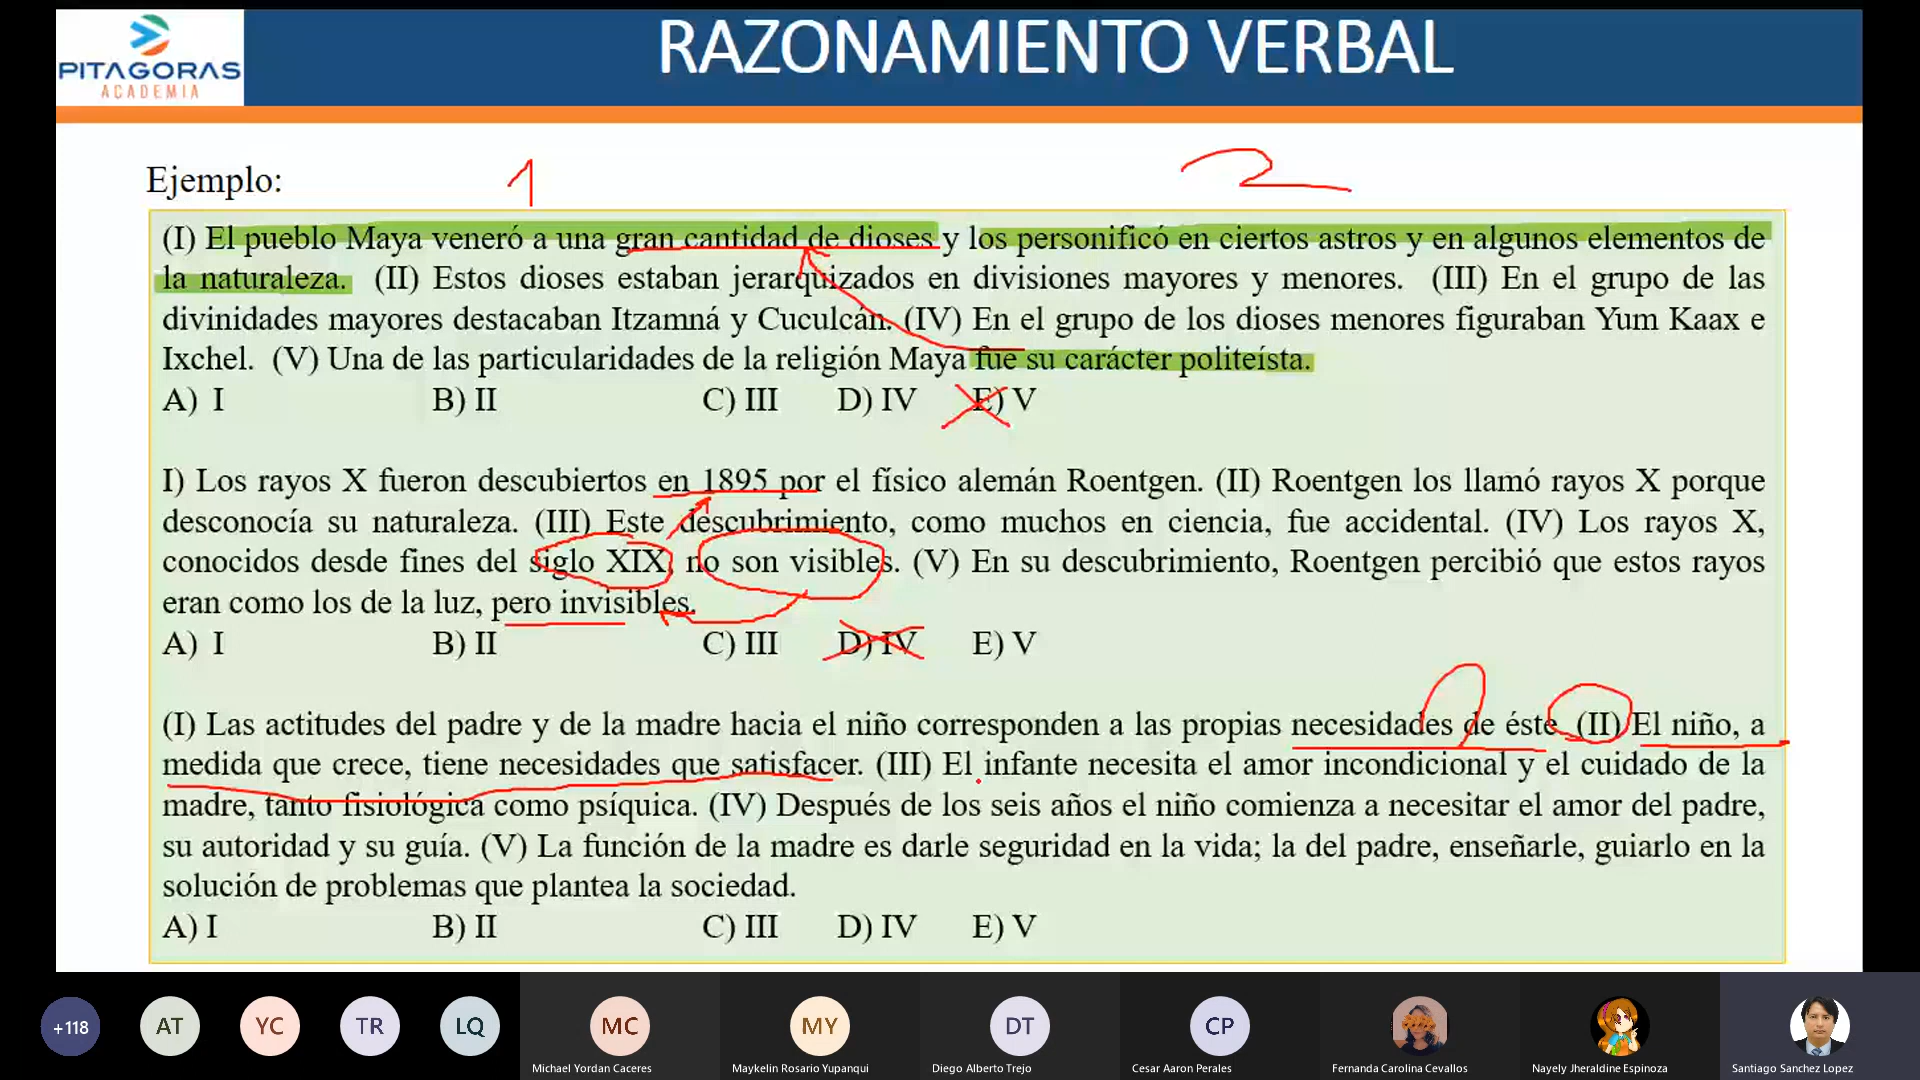 PITAGORAS
ACADEMIA
RAZONAMIENTO VERBAL
Ejemplo:
1
2
(I) El pueblo Maya veneró a una gran cantidad de dioses y los personificó en ciertos astros y en algunos elementos de
la naturaleza. (II) Estos dioses estaban jerarquizados en divisiones mayores y menores. (III) En el grupo de las
divinidades mayores destacaban Itzamná y Cuculcán. (IV) En el grupo de los dioses menores figuraban Yum Kaax e
Ixchel. (V) Una de las particularidades de la religión Maya fue su carácter politeísta.
A) I B) II C) III D) IV E) V
I) Los rayos X fueron descubiertos en 1895 por el físico alemán Roentgen. (II) Roentgen los llamó rayos X porque
desconocía su naturaleza. (III) Este descubrimiento, como muchos en ciencia, fue accidental. (IV) Los rayos X,
conocidos desde fines del siglo XIX, no son visibles. (V) En su descubrimiento, Roentgen percibió que estos rayos
eran como los de la luz, pero invisibles.
A) I B) II C) III D) IV E) V
(I) Las actitudes del padre y de la madre hacia el niño corresponden a las propias necesidades de éste. (II) El niño, a
medida que crece, tiene necesidades que satisfacer. (III) El infante necesita el amor incondicional y el cuidado de la
madre, tanto fisiológica como psíquica. (IV) Después de los seis años el niño comienza a necesitar el amor del padre,
su autoridad y su guía. (V) La función de la madre es darle seguridad en la vida; la del padre, enseñarle, guiarlo en la
solución de problemas que plantea la sociedad.
A) I B) II C) III D) IV E) V
+118 AT YC TR LQ MC MY DT CP
Michael Yordan Caceres Maykelin Rosario Yupanqui Diego Alberto Trejo Cesar Aaron Perales Fernanda Carolina Cevallos Nayely Jheraldine Espinoza Santiago Sanchez Lopez